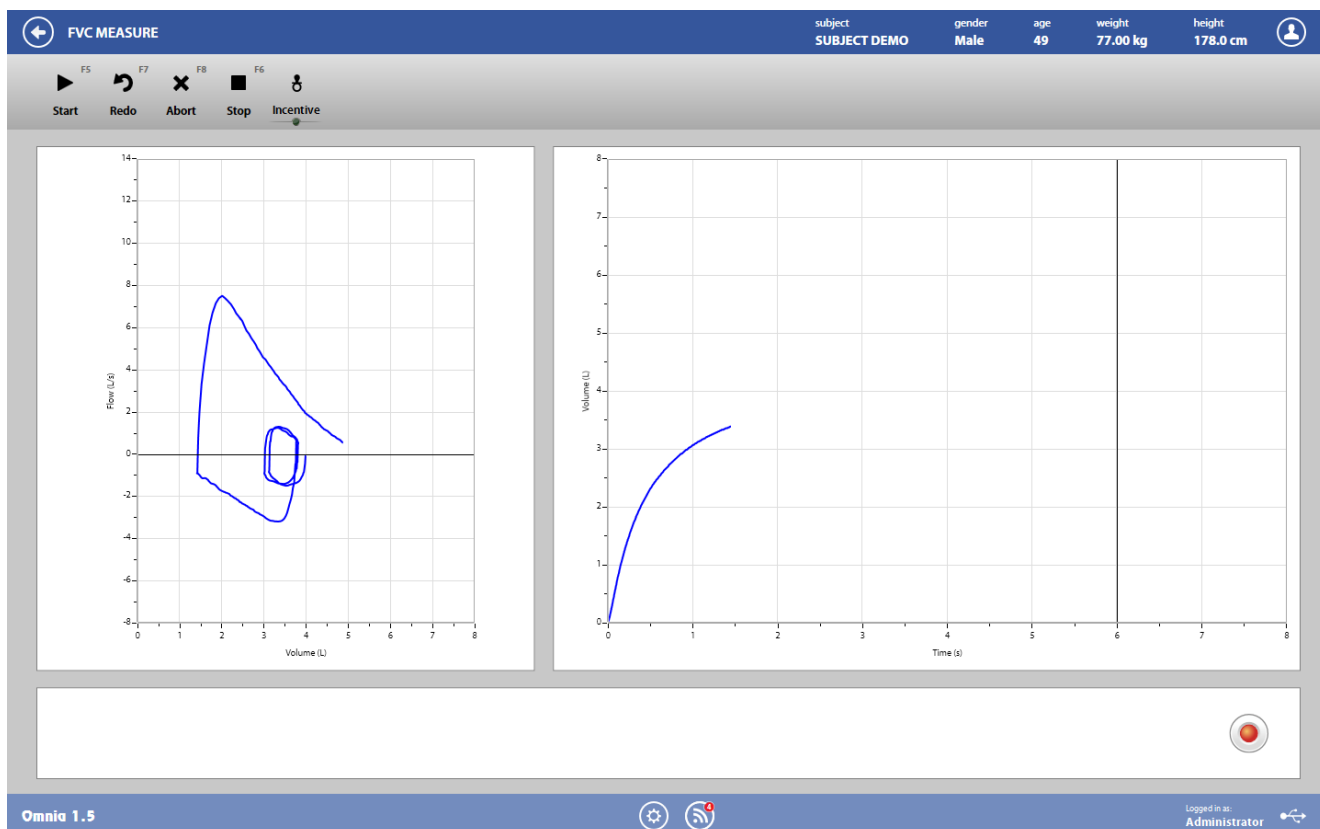 FVC MEASURE
subject gender age weight height
SUBJECT DEMO Male 49 77.00 kg 178.0 cm
F5 F7 F8 F6
Start Redo Abort Stop Incentive
14
12
10
8
6
4
2
0
-2
-4
-6
-8
Flow (L/s)
0 1 2 3 4 5 6 7 8
Volume (L)
8
7
6
5
4
3
2
1
0
Volume (L)
0 1 2 3 4 5 6 7 8
Time (s)
Omnia 1.5
4
Logged in as:
Administrator